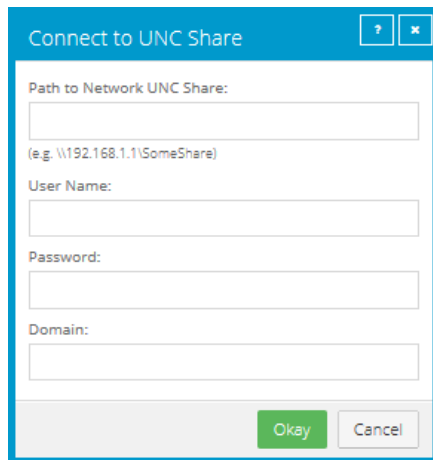 Connect to UNC Share
? ×
Path to Network UNC Share:
(e.g. \\192.168.1.1\SomeShare)
User Name:
Password:
Domain:
Okay Cancel